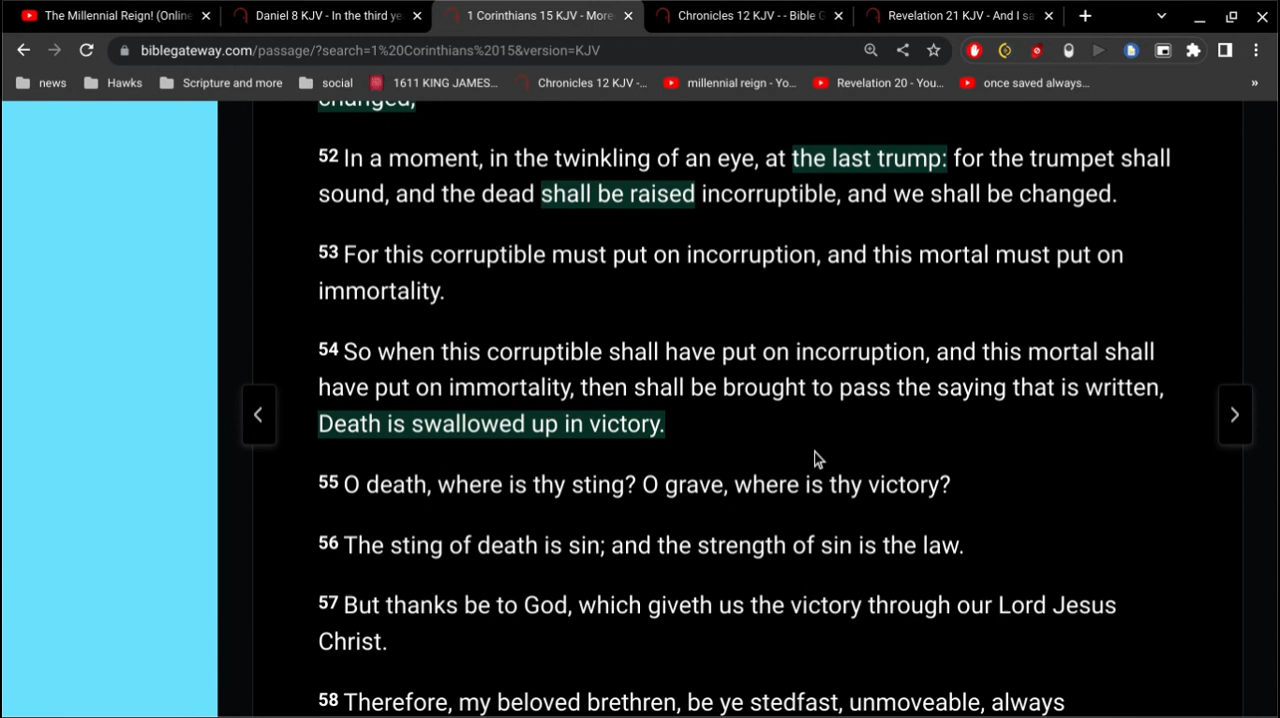 The Millennial Reign! (Online
Daniel 8 KJV - In the third ye
1 Corinthians 15 KJV - More
Chronicles 12 KJV - - Bible G
Revelation 21 KJV - And I sa
biblegateway.com/passage/?search=1%20Corinthians%2015&version=KJV
news
Hawks
Scripture and more
social
1611 KING JAMES...
Chronicles 12 KJV -...
millennial reign - Yo...
Revelation 20 - You...
once saved always...
changed,
52 In a moment, in the twinkling of an eye, at the last trump: for the trumpet shall
sound, and the dead shall be raised incorruptible, and we shall be changed.
53 For this corruptible must put on incorruption, and this mortal must put on
immortality.
54 So when this corruptible shall have put on incorruption, and this mortal shall
have put on immortality, then shall be brought to pass the saying that is written,
Death is swallowed up in victory.
55 O death, where is thy sting? O grave, where is thy victory?
56 The sting of death is sin; and the strength of sin is the law.
57 But thanks be to God, which giveth us the victory through our Lord Jesus
Christ.
58 Therefore, my beloved brethren, be ye stedfast, unmoveable, always